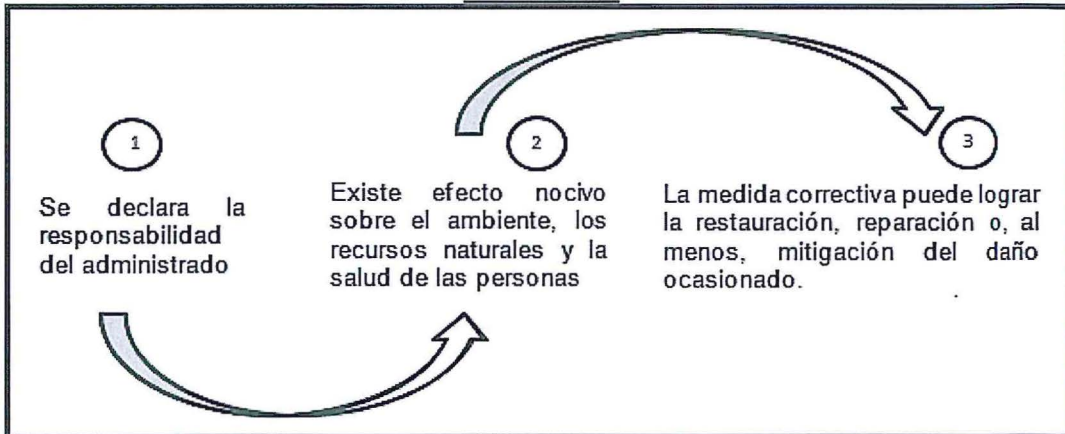 1
Se declara la
responsabilidad
del administrado
2
Existe efecto nocivo
sobre el ambiente, los
recursos naturales y la
salud de las personas
3
La medida correctiva puede lograr
la restauración, reparación o, al
menos, mitigación del daño
ocasionado.